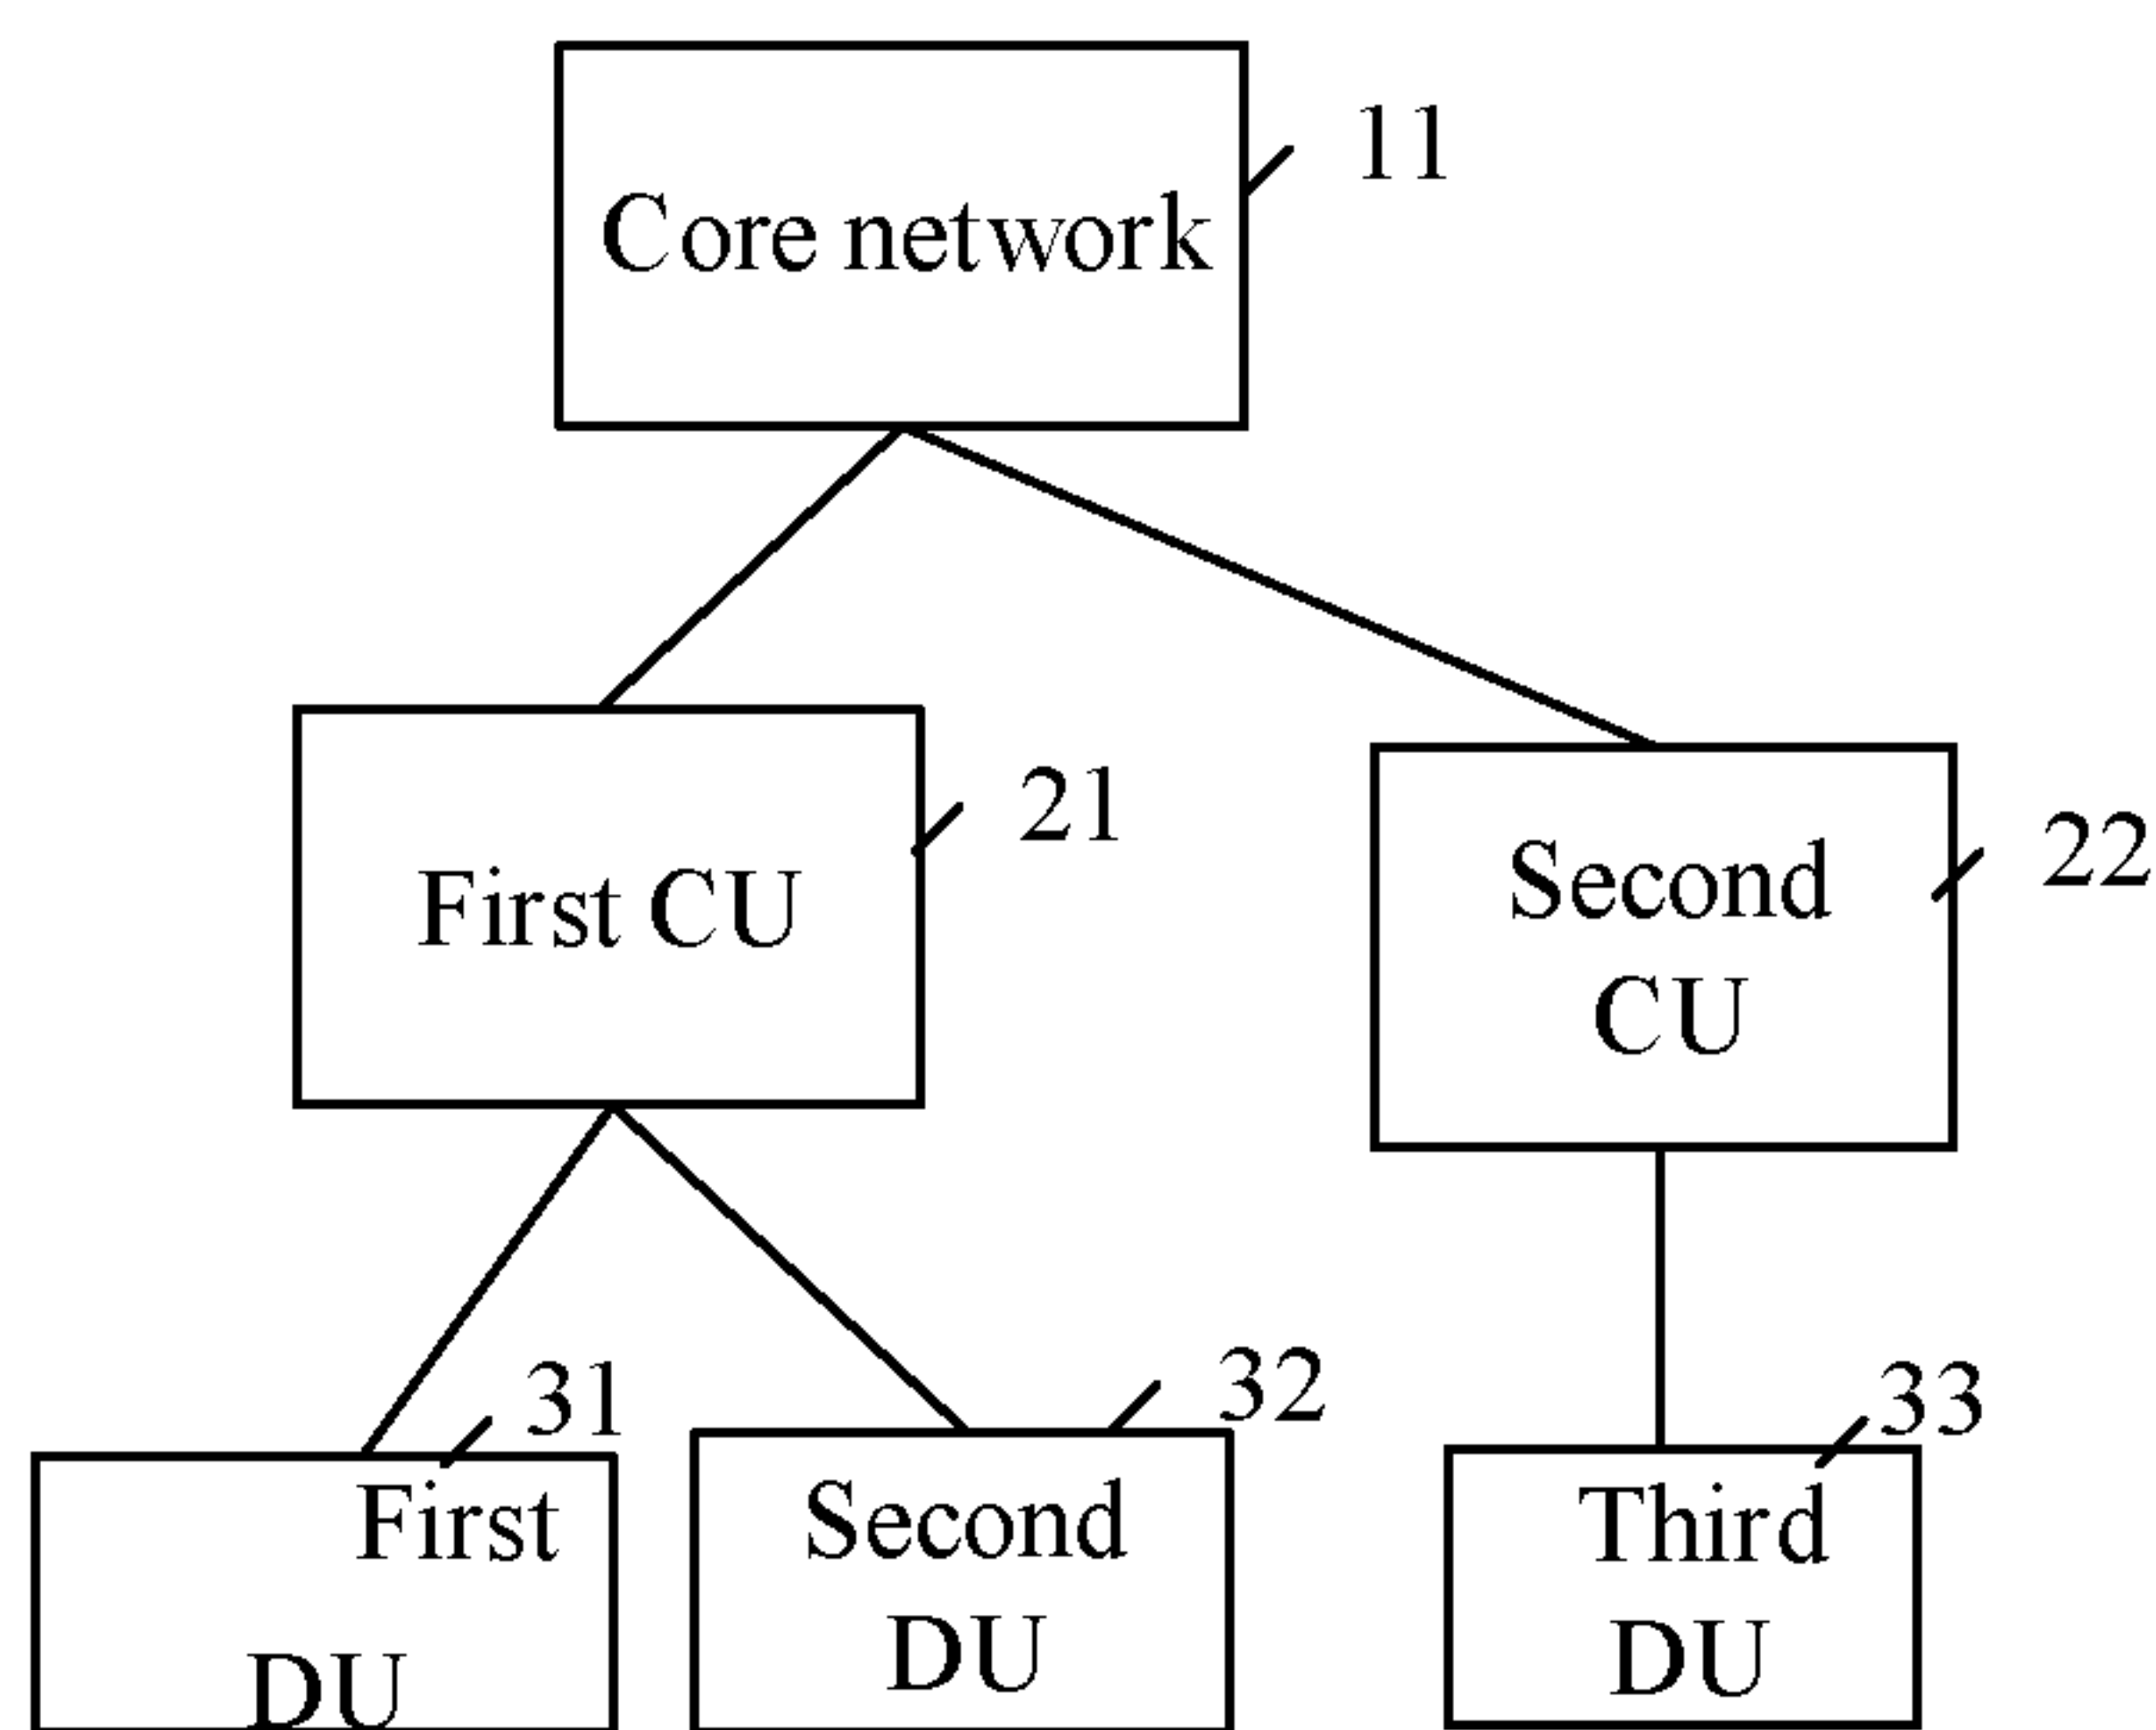 11
Core network
21
First CU
22
Second
CU
31
First
DU
32
Second
DU
33
Third
DU